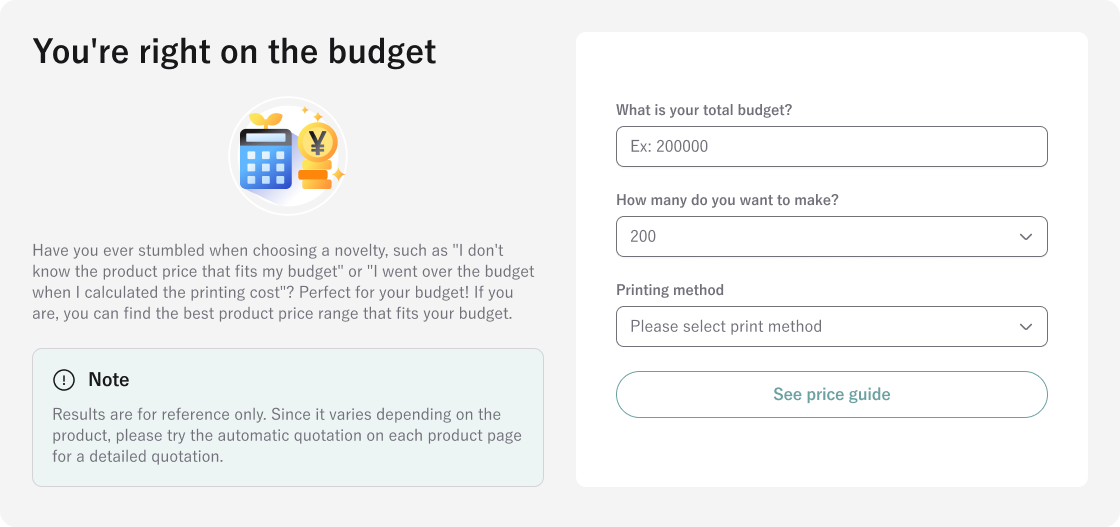 You're right on the budget
¥
Have you ever stumbled when choosing a novelty, such as "I don't
know the product price that fits my budget" or "I went over the budget
when I calculated the printing cost"? Perfect for your budget! If you
are, you can find the best product price range that fits your budget.
! Note
Results are for reference only. Since it varies depending on the
product, please try the automatic quotation on each product page
for a detailed quotation.
What is your total budget?
Ex: 200000
How many do you want to make?
200
Printing method
Please select print method
See price guide